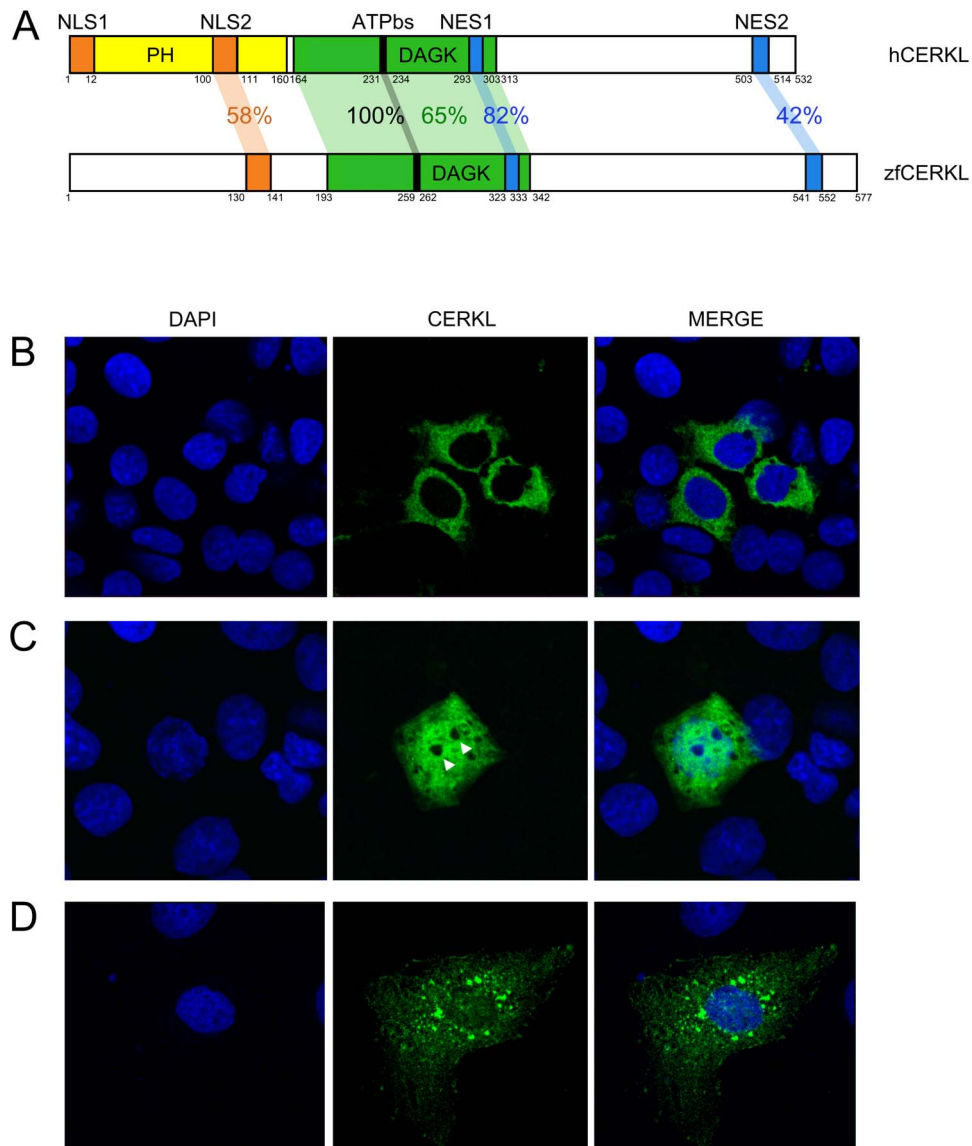 A
NLS1 NLS2 ATPbs NES1 NES2
PH DAGK hCERKL
1 12 100 111 160 164 231 234 293 303 313 503 514 532
58% 100% 65% 82% 42%
DAGK zfCERKL
1 130 141 193 259 262 323 333 342 541 552 577
DAPI CERKL MERGE
B
C
D